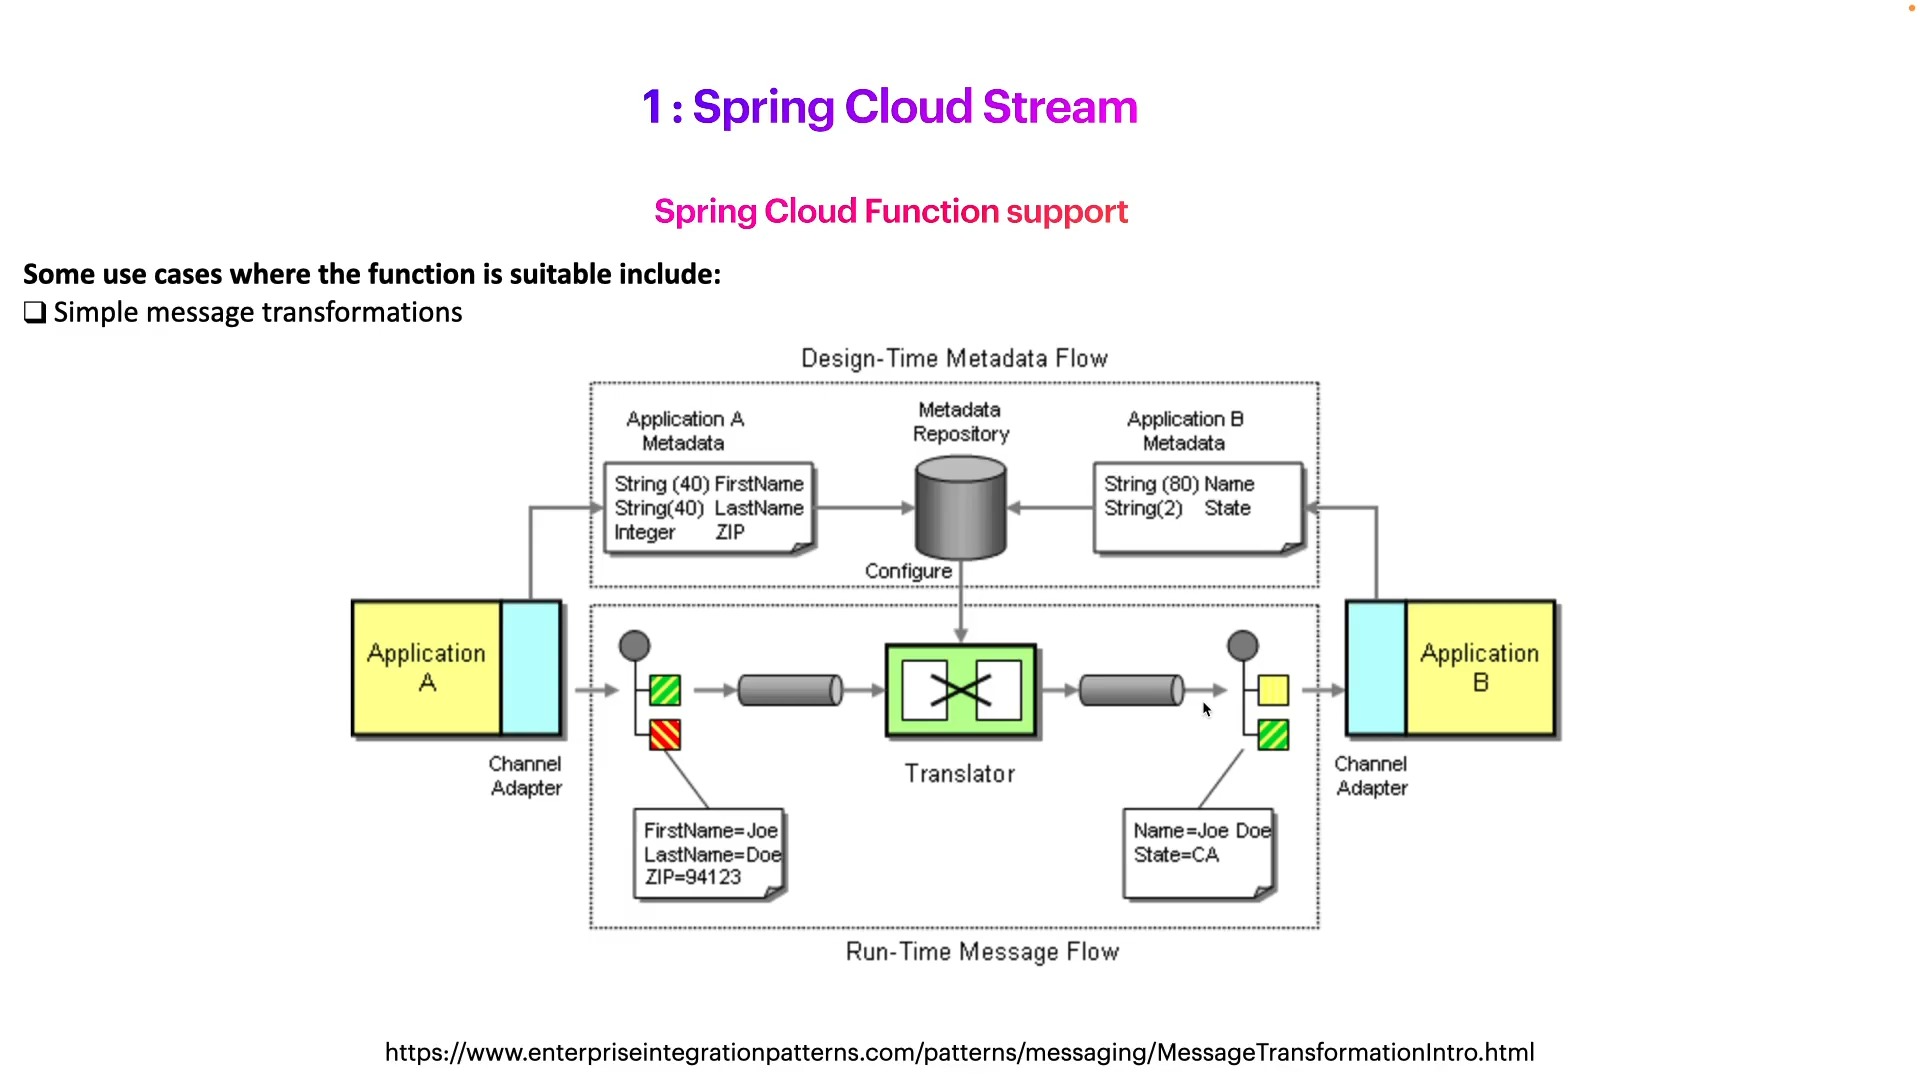 1 : Spring Cloud Stream
Spring Cloud Function support
Some use cases where the function is suitable include:
❑ Simple message transformations
Design-Time Metadata Flow
Application A
Metadata
Metadata
Repository
Application B
Metadata
String (40) FirstName
String(40) LastName
Integer ZIP
String (80) Name
String(2) State
Configure
Application
A
Application
B
Channel
Adapter
Translator
Channel
Adapter
FirstName=Joe
LastName=Doe
ZIP=94123
Name=Joe Doe
State=CA
Run-Time Message Flow
https://www.enterpriseintegrationpatterns.com/patterns/messaging/MessageTransformationIntro.html